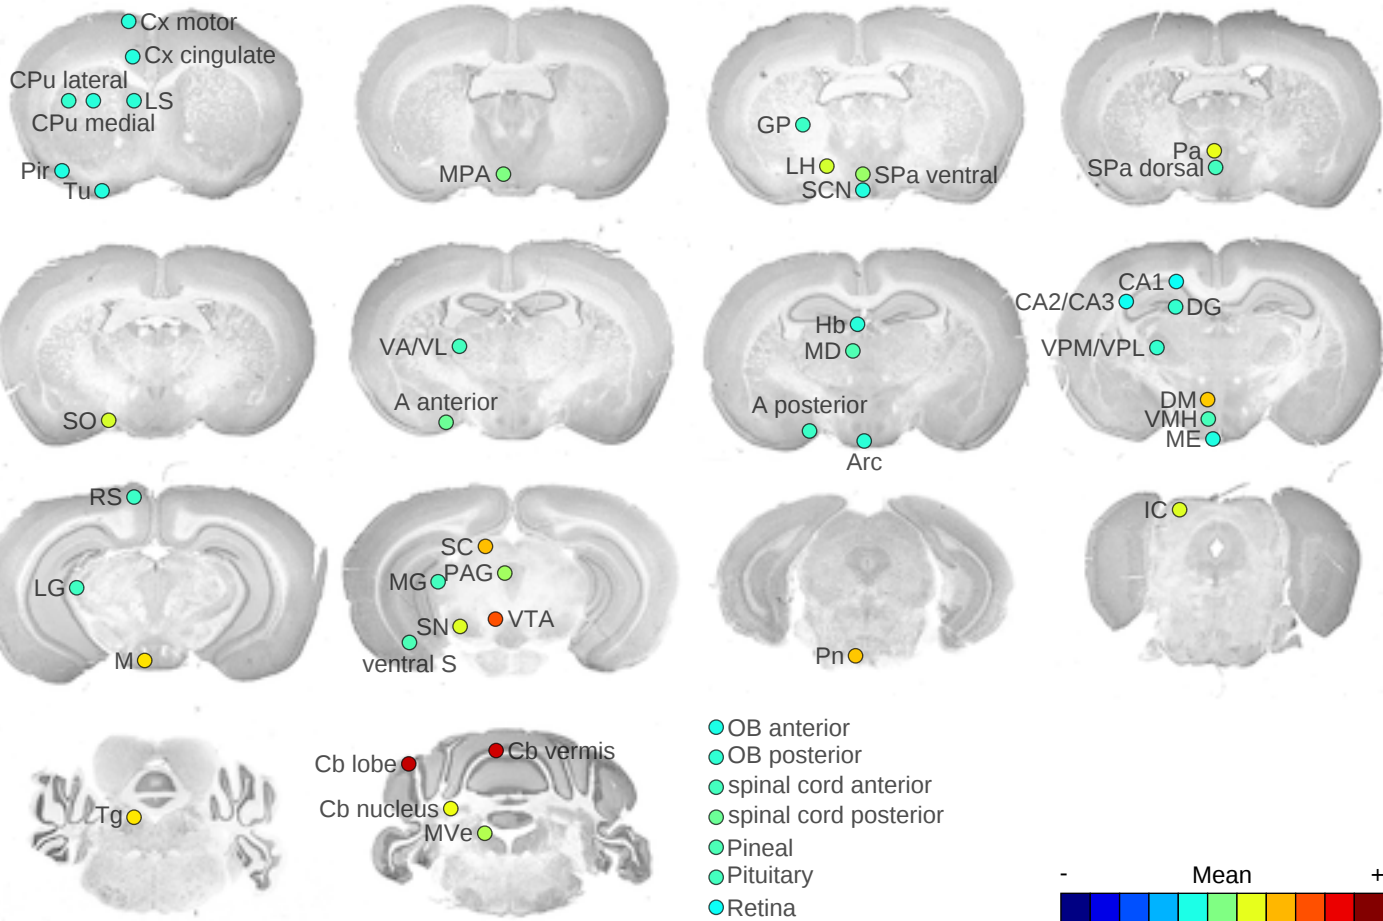 Cx motor
Cx cingulate
CPu lateral
LS
CPu medial
Pir
Tu
MPA
GP
LH
SPa ventral
SCN
Pa
SPa dorsal
SO
VA/VL
A anterior
Hb
MD
A posterior
Arc
CA1
CA2/CA3
DG
VPM/VPL
DM
VMH
ME
RS
LG
M
SC
PAG
MG
VTA
SN
ventral S
Pn
IC
Tg
Cb lobe
Cb vermis
Cb nucleus
MVe
OB anterior
OB posterior
spinal cord anterior
spinal cord posterior
Pineal
Pituitary
Retina
- Mean +